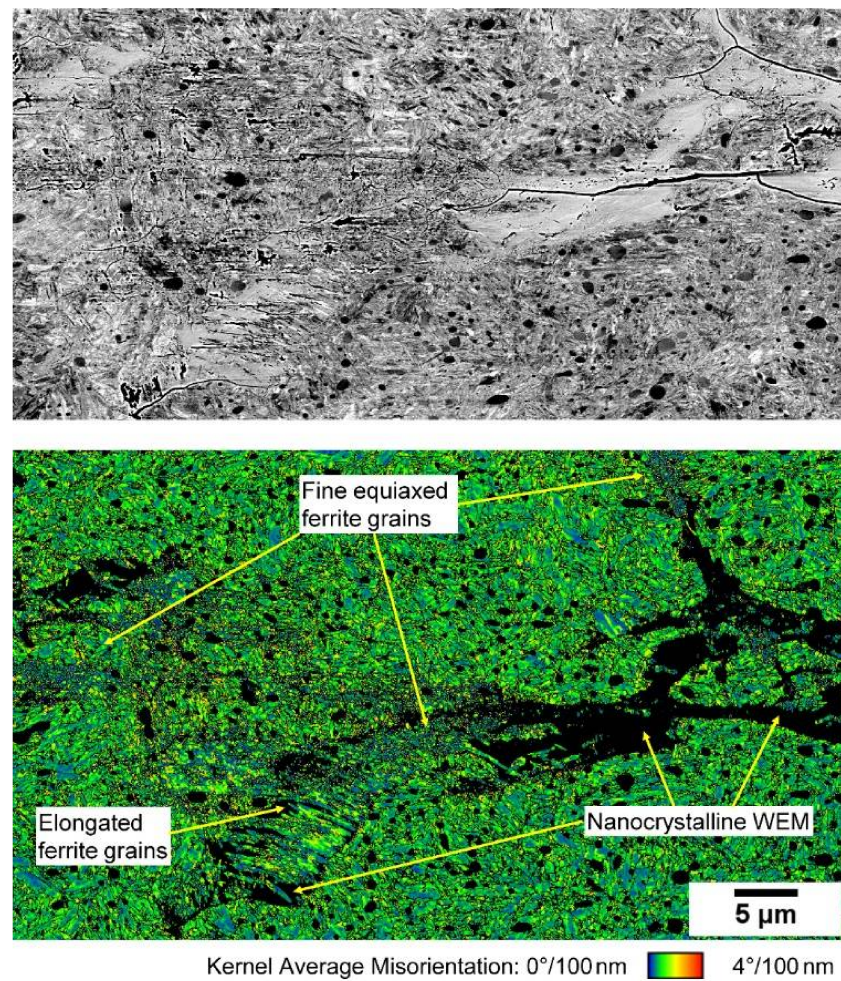 Fine equiaxed
ferrite grains
Elongated
ferrite grains
Nanocrystalline WEM
5 µm
Kernel Average Misorientation: 0°/100 nm 4°/100 nm